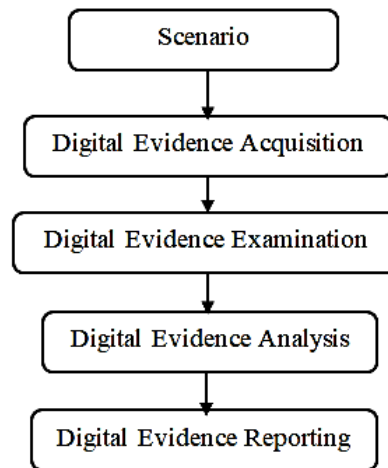 Scenario
Digital Evidence Acquisition
Digital Evidence Examination
Digital Evidence Analysis
Digital Evidence Reporting